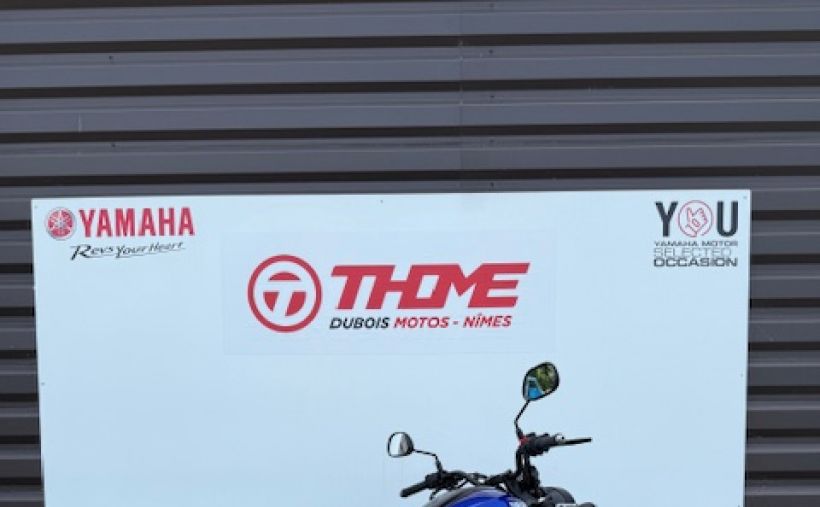 YAMAHA
Revs Your Heart
YOU
YAMAHA MOTOR
SELECTED
OCCASION
THOME
DUBOIS MOTOS - NÎMES